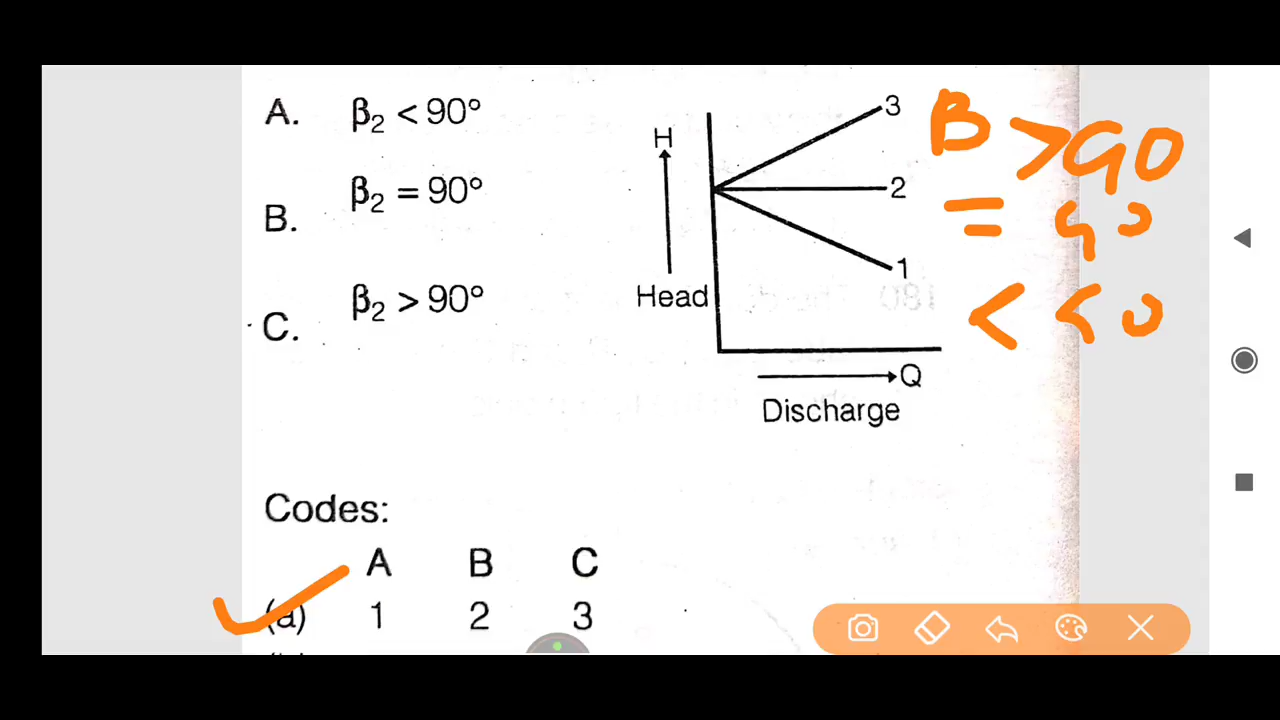 A. β₂ < 90°
B. β₂ = 90°
C. β₂ > 90°
H
Head
3
2
1
Q
Discharge
B > 90
= 90
< 90
Codes:
A B C
(a) 1 2 3